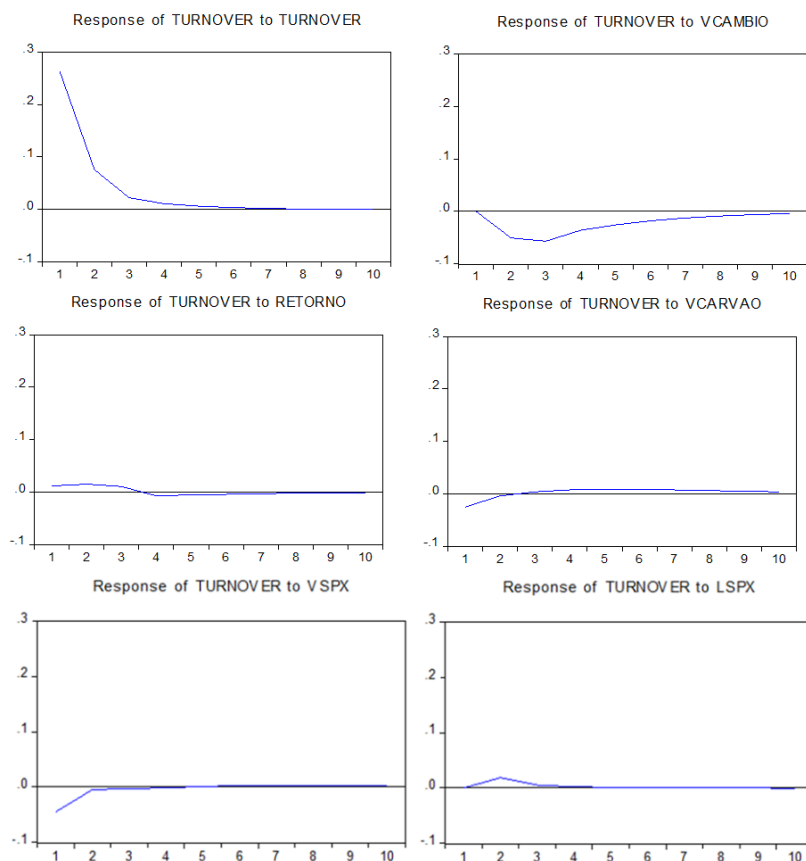 Response of TURNOVER to TURNOVER
.3
.2
.1
.0
-.1
1 2 3 4 5 6 7 8 9 10
Response of TURNOVER to VCAMBIO
.3
.2
.1
.0
-.1
1 2 3 4 5 6 7 8 9 10
Response of TURNOVER to RETORNO
.3
.2
.1
.0
-.1
1 2 3 4 5 6 7 8 9 10
Response of TURNOVER to VCARVAO
.3
.2
.1
.0
-.1
1 2 3 4 5 6 7 8 9 10
Response of TURNOVER to VSPX
.3
.2
.1
.0
-.1
1 2 3 4 5 6 7 8 9 10
Response of TURNOVER to LSPX
.3
.2
.1
.0
-.1
1 2 3 4 5 6 7 8 9 10